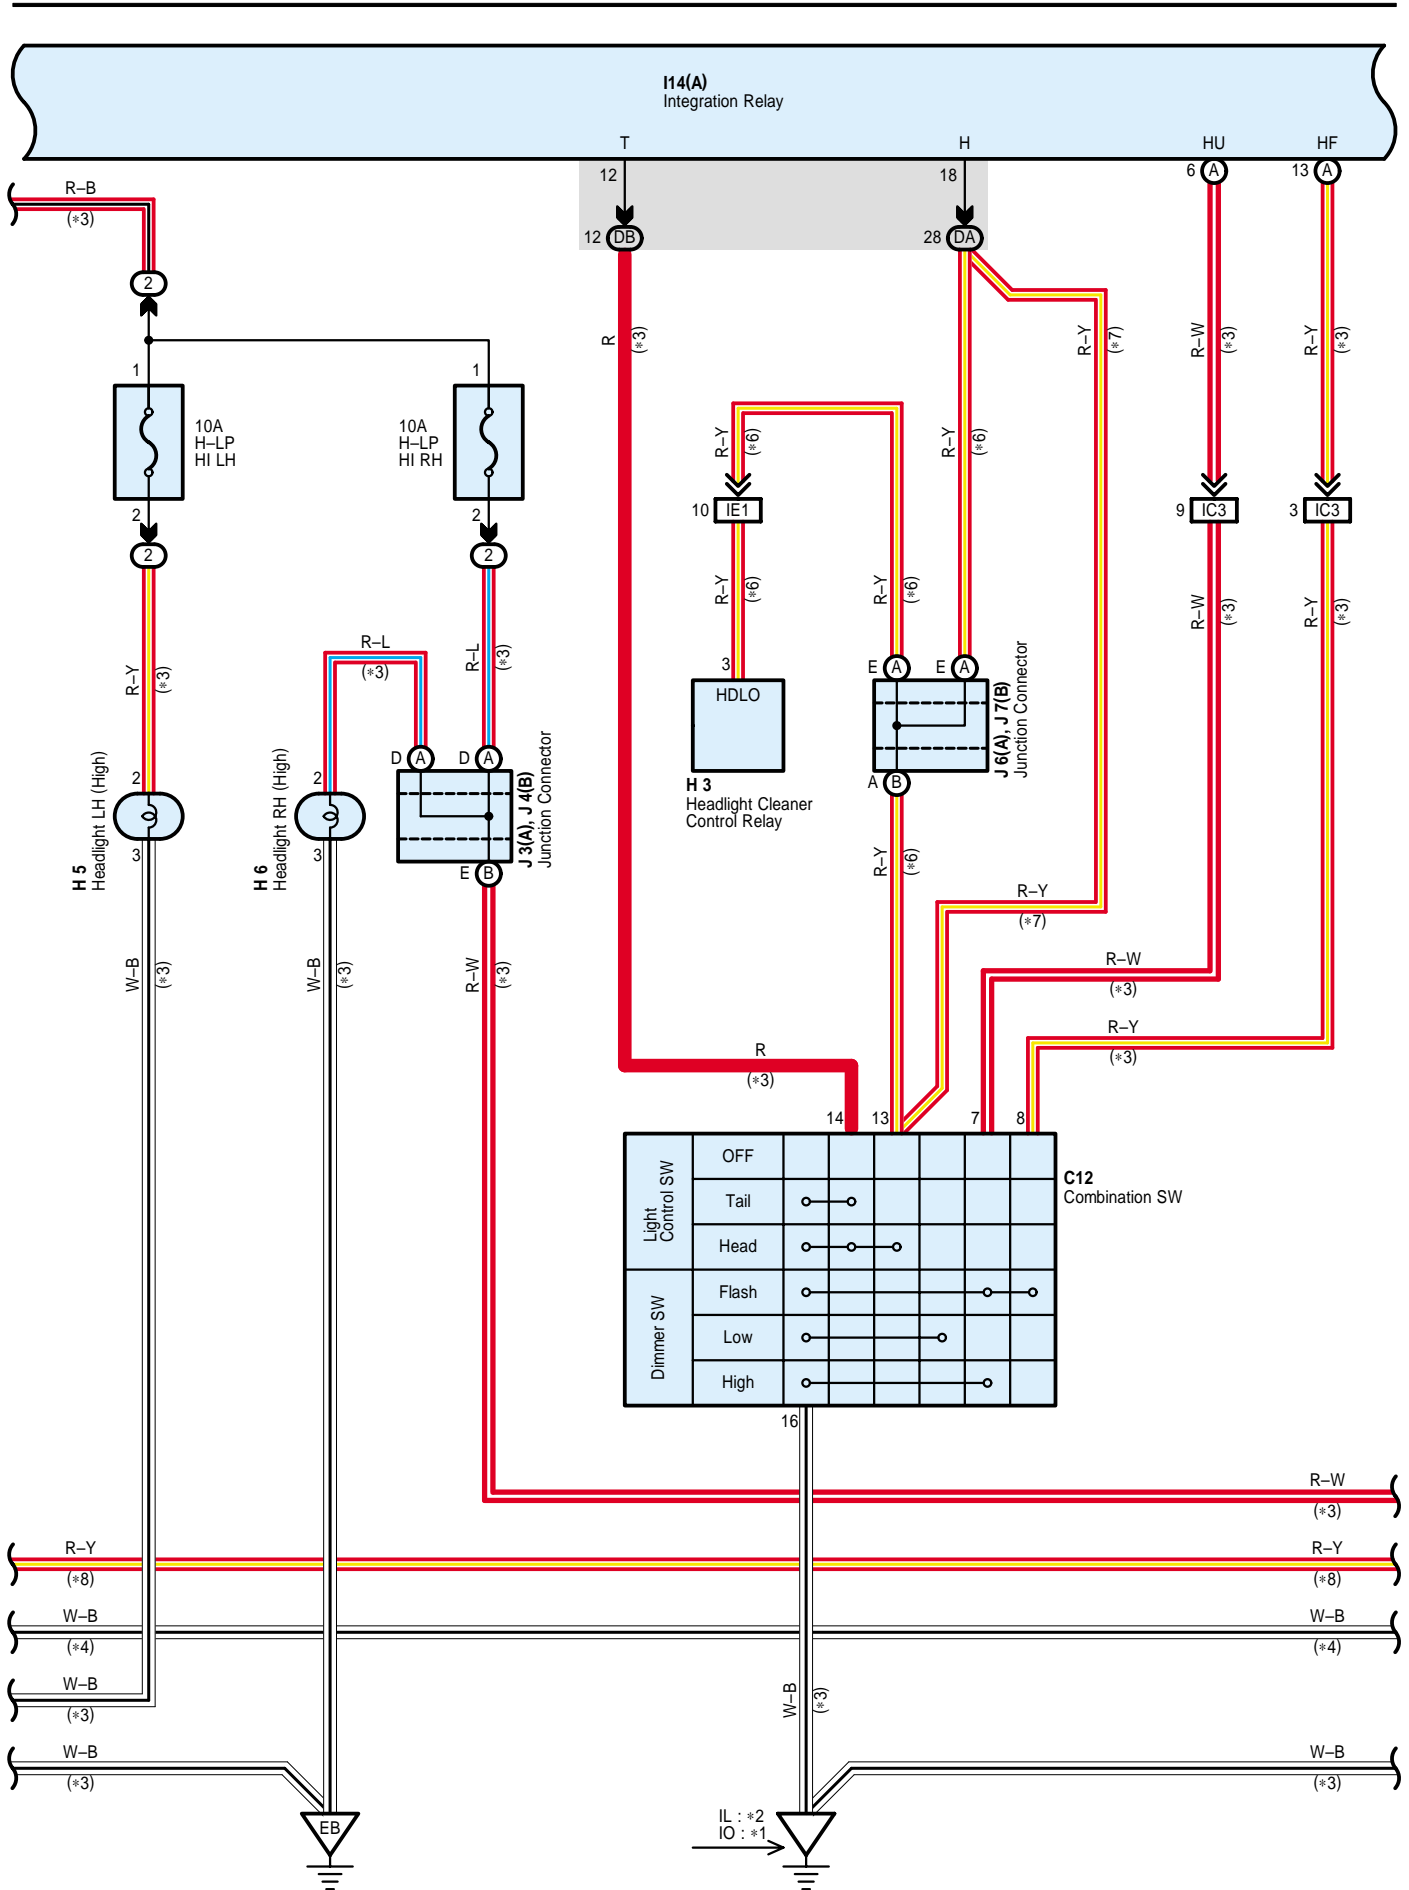 I14(A)
Integration Relay
T
H
HU
HF
12
18
6 A
13 A
R–B
(∗3)
12 DB
28 DA
2
R
(∗3)
R–Y
(∗7)
R–W
(∗3)
R–Y
(∗3)
1
1
10A
H–LP
HI LH
10A
H–LP
HI RH
R–Y
(∗6)
R–Y
(∗6)
2
2
10 IE1
9 IC3
3 IC3
2
2
R–Y
(∗6)
R–Y
(∗6)
R–W
(∗3)
R–Y
(∗3)
R–L
(∗3)
R–L
(∗3)
R–Y
(∗3)
3
HDLO
E A
E A
J 6(A), J 7(B)
Junction Connector
D A
D A
A B
H 3
Headlight Cleaner
Control Relay
2
2
H 5
Headlight LH (High)
H 6
Headlight RH (High)
J 3(A), J 4(B)
Junction Connector
3
3
E B
R–Y
(∗6)
R–Y
(∗7)
W–B
(∗3)
W–B
(∗3)
R–W
(∗3)
R–W
(∗3)
R–Y
(∗3)
R
(∗3)
14
13
7
8
Light
Control SW
OFF
Tail
Head
Dimmer SW
Flash
Low
High
C12
Combination SW
16
R–W
(∗3)
R–Y
(∗8)
R–Y
(∗8)
W–B
(∗4)
W–B
(∗4)
W–B
(∗3)
W–B
(∗3)
W–B
(∗3)
W–B
(∗3)
EB
IL : ∗2
IO : ∗1